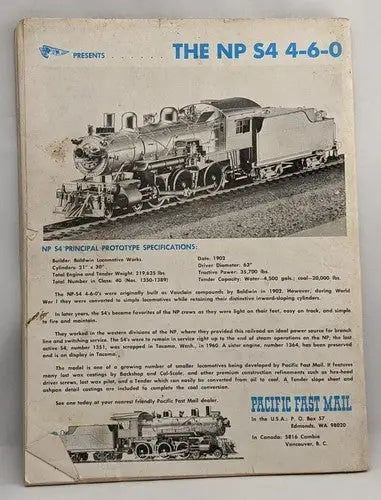 PRESENTS . . . . . . . THE NP S4 4-6-0
NP S4 PRINCIPAL PROTOTYPE SPECIFICATIONS:
Builder: Baldwin Locomotive Works
Cylinders: 21" x 30"
Total Engine and Tender Weight: 219,635 lbs.
Total Number in Class: 40 (Nos. 1350-1389)
Date: 1902
Driver Diameter: 63"
Tractive Power: 35,700 lbs.
Tender Capacity: Water—4,500 gals.; coal—20,000 lbs.
The NP-S4 4-6-0's were originally built as Vauclain compounds by Baldwin in 1902. However, during World
War I they were converted to simple locomotives while retaining their distinctive inward-sloping cylinders.
In later years, the S4's became favorites of the NP crews as they were light on their feet, easy on track, and simple
to fire and maintain.
They worked in the western divisions of the NP, where they provided this railroad an ideal power source for branch
line and switching service. The S4's were to remain in service right up to the end of steam operations on the NP, the last
active S4, number 1351, was scrapped in Tacoma, Wash., in 1960. A sister engine, number 1364, has been preserved
and is on display in Tacoma.
The model is one of a growing number of smaller locomotives being developed by Pacific Fast Mail. It features
many lost wax castings by Backshop and Cal-Scale, and other premium construction refinements such as hex-head
driver screws, lost wax pilot, and a Tender which can easily be converted from oil to coal. A Tender slope sheet and
ashpan detail castings are included to complete the coal conversion.
See one today at your nearest friendly Pacific Fast Mail dealer.
PACIFIC FAST MAIL
In the U.S.A.: P. O. Box 57
Edmonds, WA 98020
In Canada: 5816 Cambie
Vancouver, B. C.